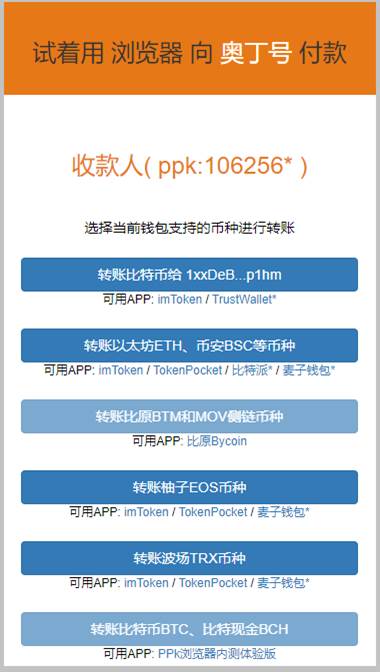 试着用 浏览器 向 奥丁号 付款
收款人( ppk:106256* )
选择当前钱包支持的币种进行转账
转账比特币给 1xxDeB...p1hm
可用APP: imToken / TrustWallet*
转账以太坊ETH、币安BSC等币种
可用APP: imToken / TokenPocket / 比特派* / 麦子钱包*
转账比原BTM和MOV侧链币种
可用APP: 比原Bycoin
转账柚子EOS币种
可用APP: imToken / TokenPocket / 麦子钱包*
转账波场TRX币种
可用APP: imToken / TokenPocket / 麦子钱包*
转账比特币BTC、比特现金BCH
可用APP: PPk浏览器内测体验版